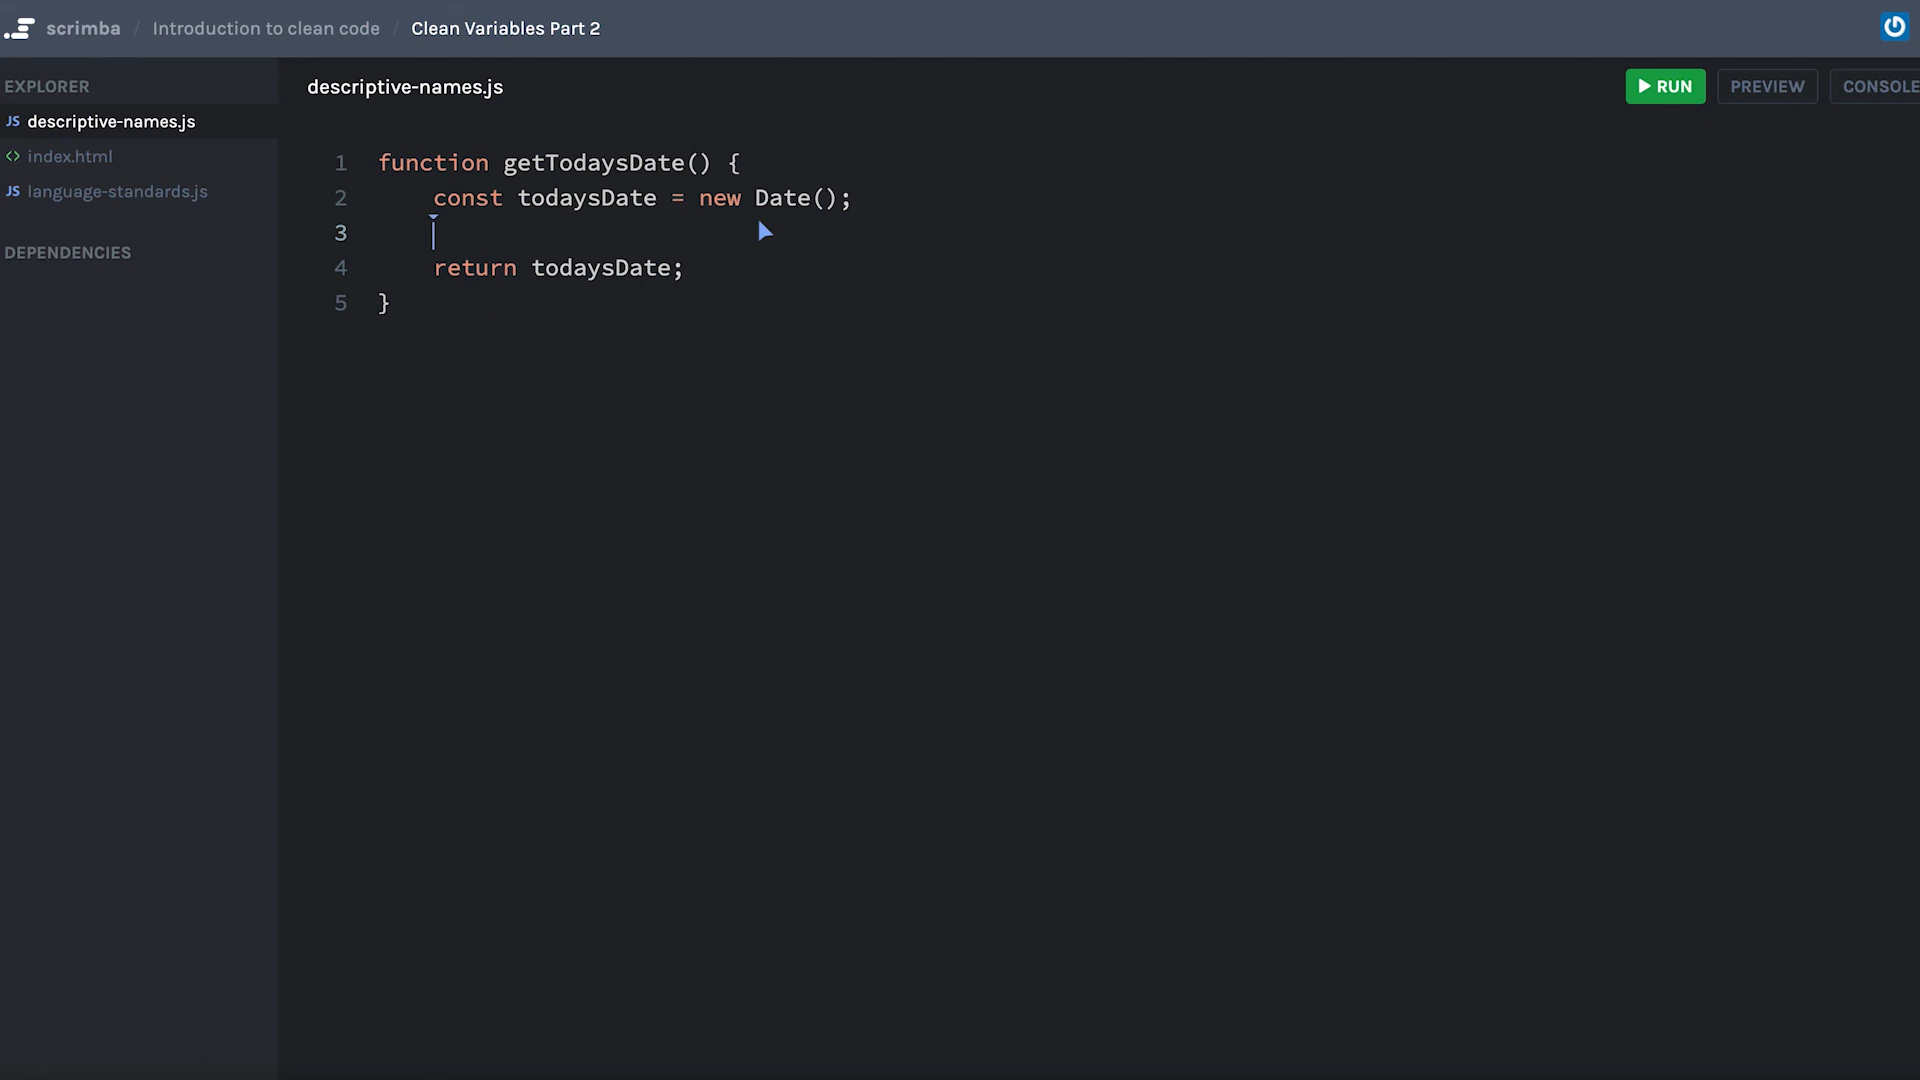 scrimba / Introduction to clean code / Clean Variables Part 2
EXPLORER
descriptive-names.js
RUN
PREVIEW
CONSOLE
JS descriptive-names.js
<> index.html
JS language-standards.js
DEPENDENCIES
1 function getTodaysDate() {
2 const todaysDate = new Date();
3
4 return todaysDate;
5 }